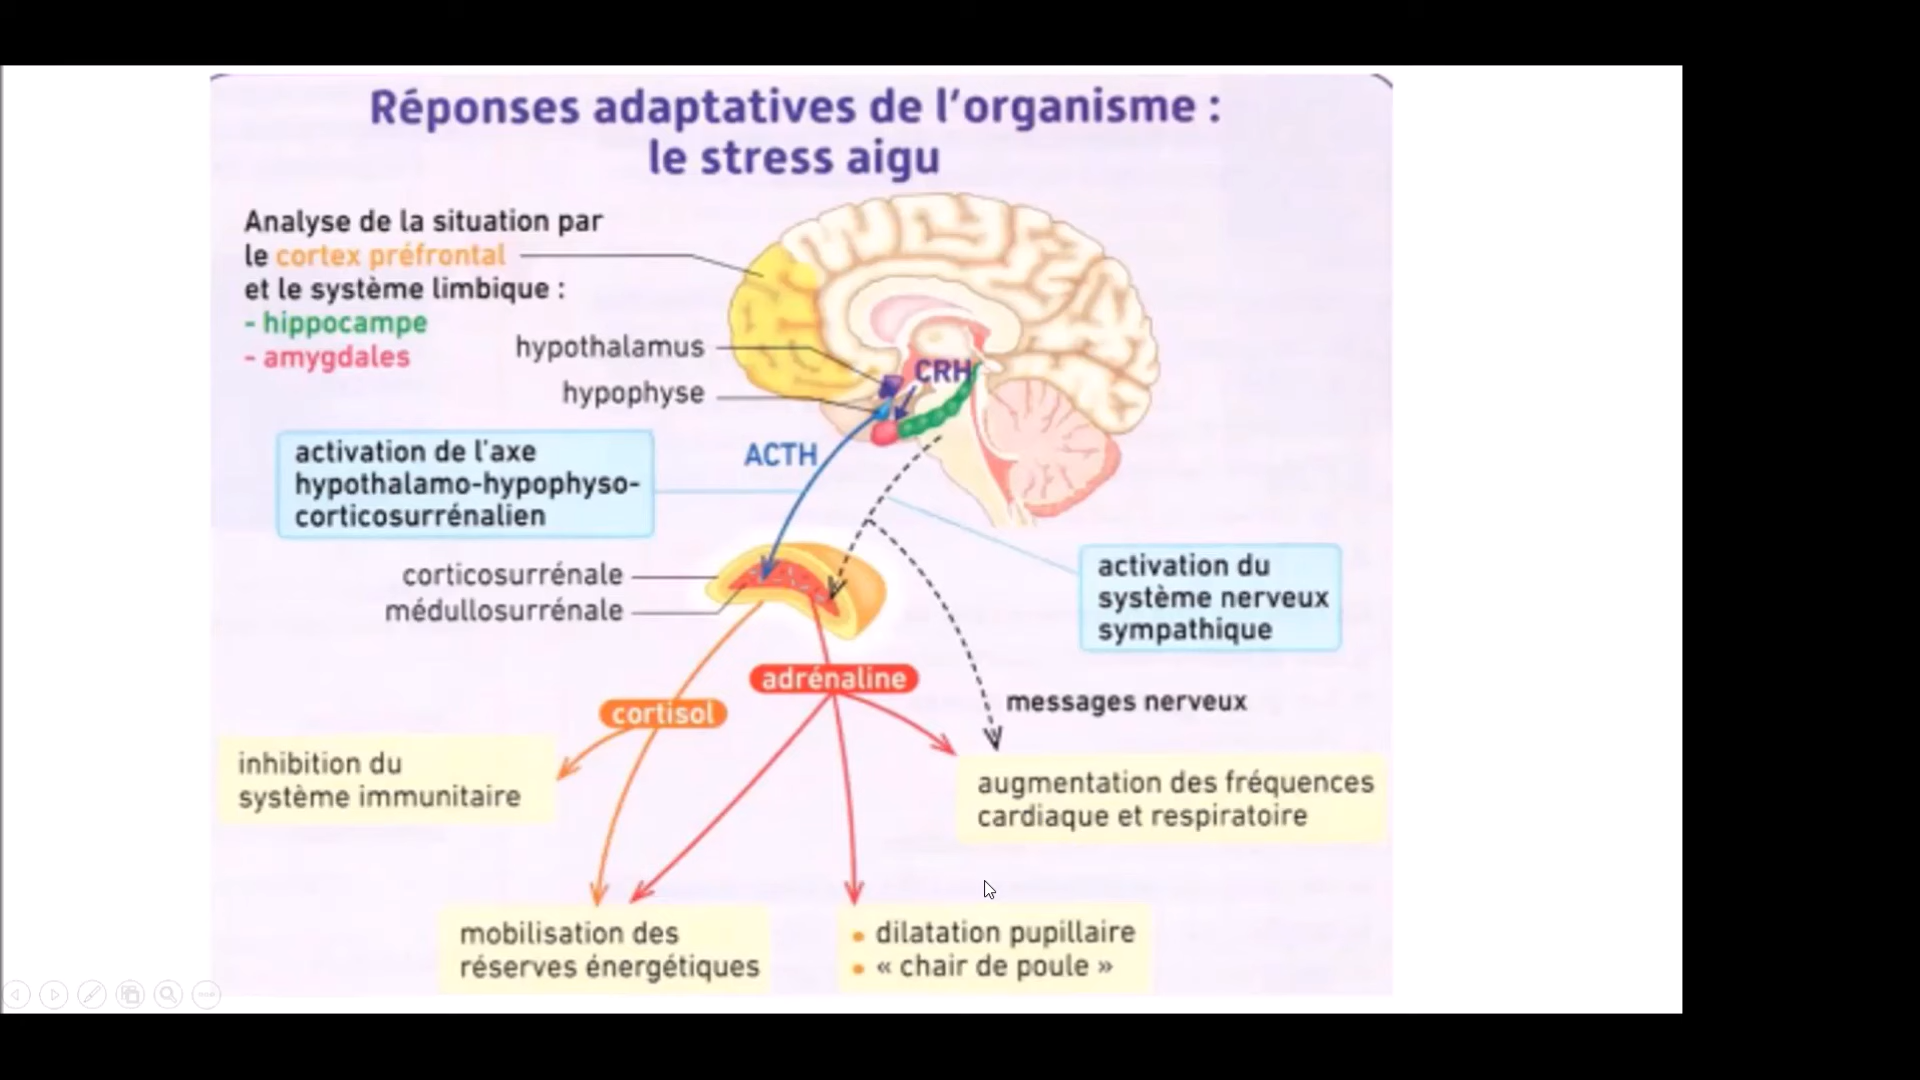 Réponses adaptatives de l'organisme :
le stress aigu
Analyse de la situation par
le cortex préfrontal
et le système limbique :
- hippocampe
- amygdales
hypothalamus
hypophyse
CRH
ACTH
activation de l'axe
hypothalamo-hypophyso-
corticosurrénalien
corticosurrénale
médullosurrénale
activation du
système nerveux
sympathique
adrénaline
cortisol
messages nerveux
inhibition du
système immunitaire
augmentation des fréquences
cardiaque et respiratoire
mobilisation des
réserves énergétiques
• dilatation pupillaire
• « chair de poule »